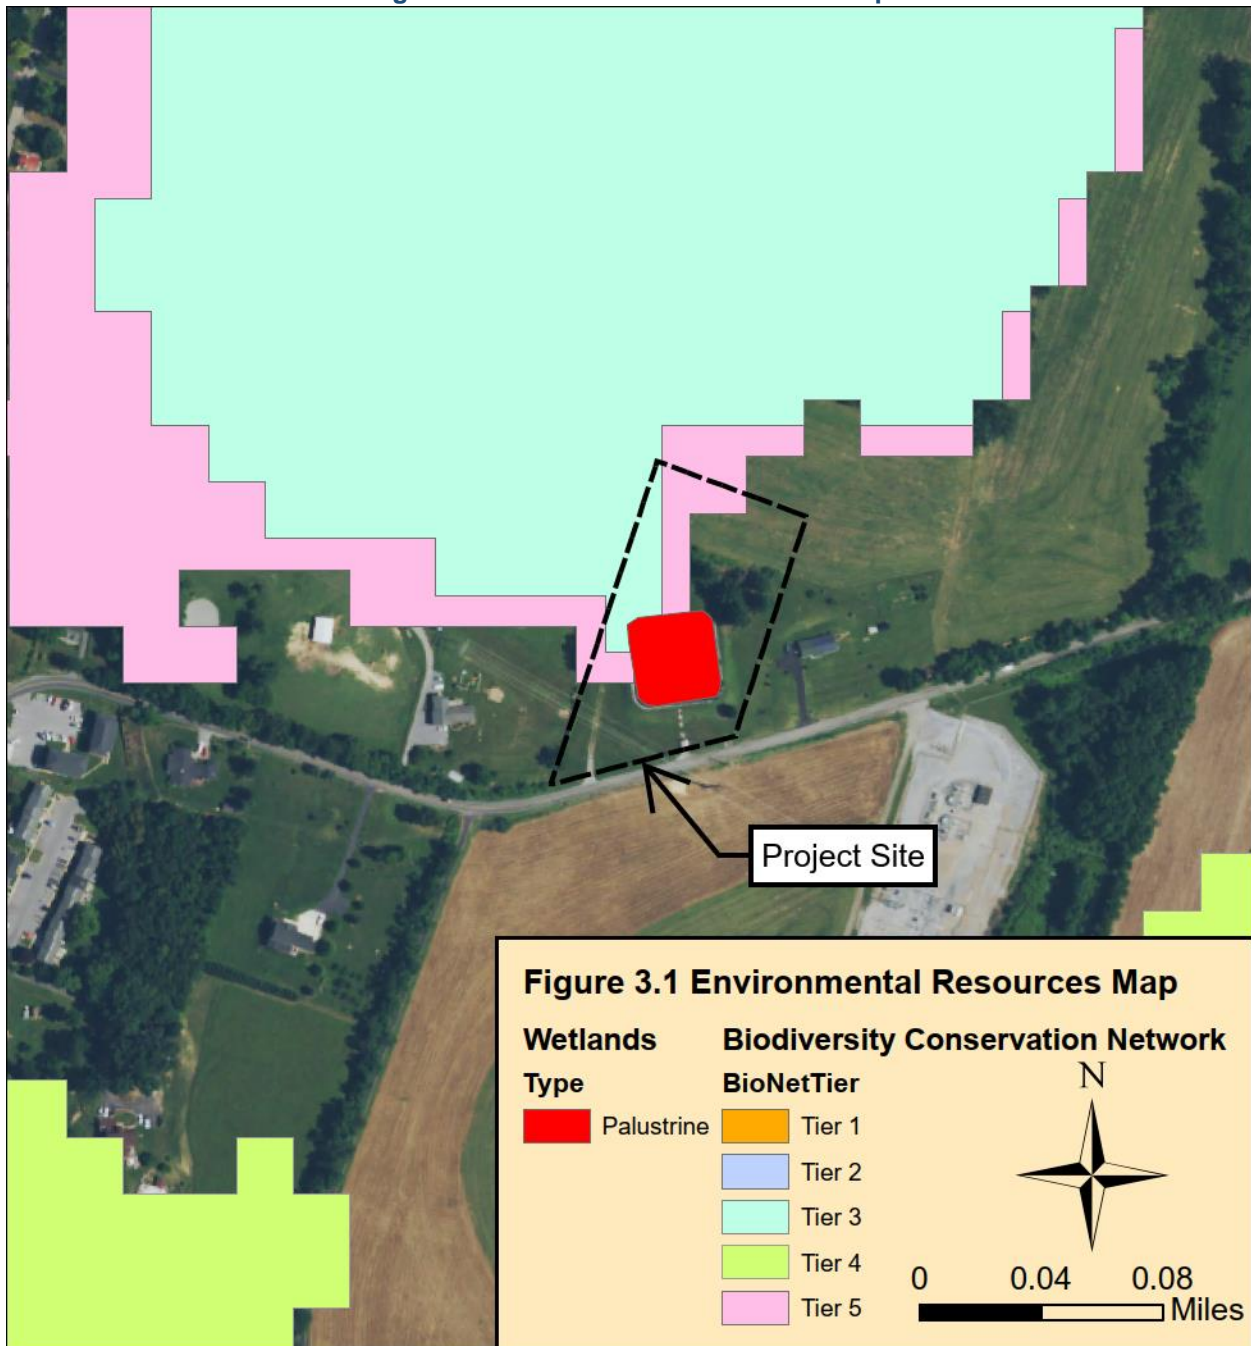 Project Site
Figure 3.1 Environmental Resources Map
Wetlands
Type
Palustrine
Biodiversity Conservation Network
BioNetTier
Tier 1
Tier 2
Tier 3
Tier 4
Tier 5
N
0 0.04 0.08
Miles